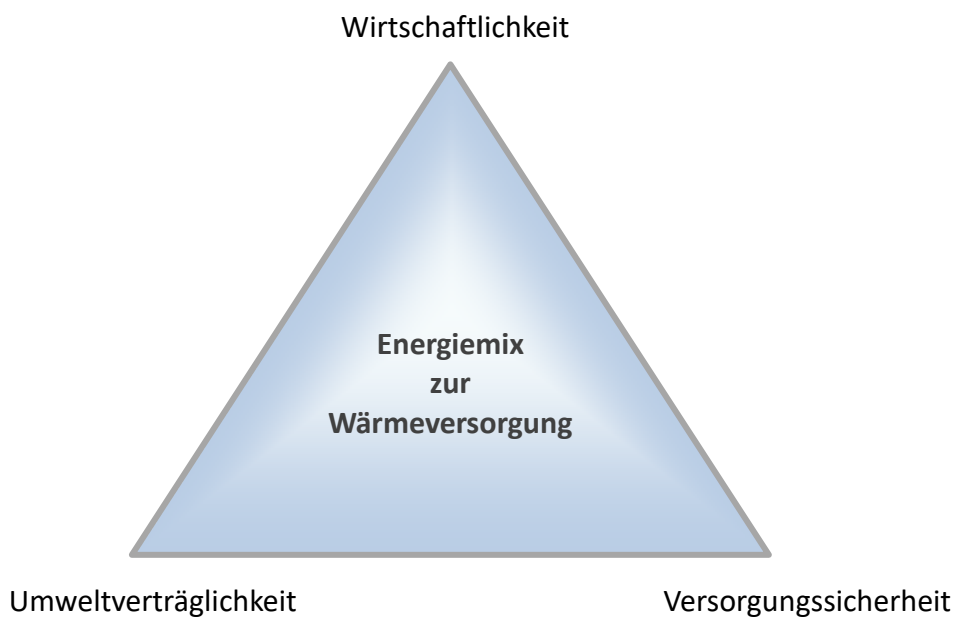 Wirtschaftlichkeit
Energiemix
zur
Wärmeversorgung
Umweltverträglichkeit
Versorgungssicherheit